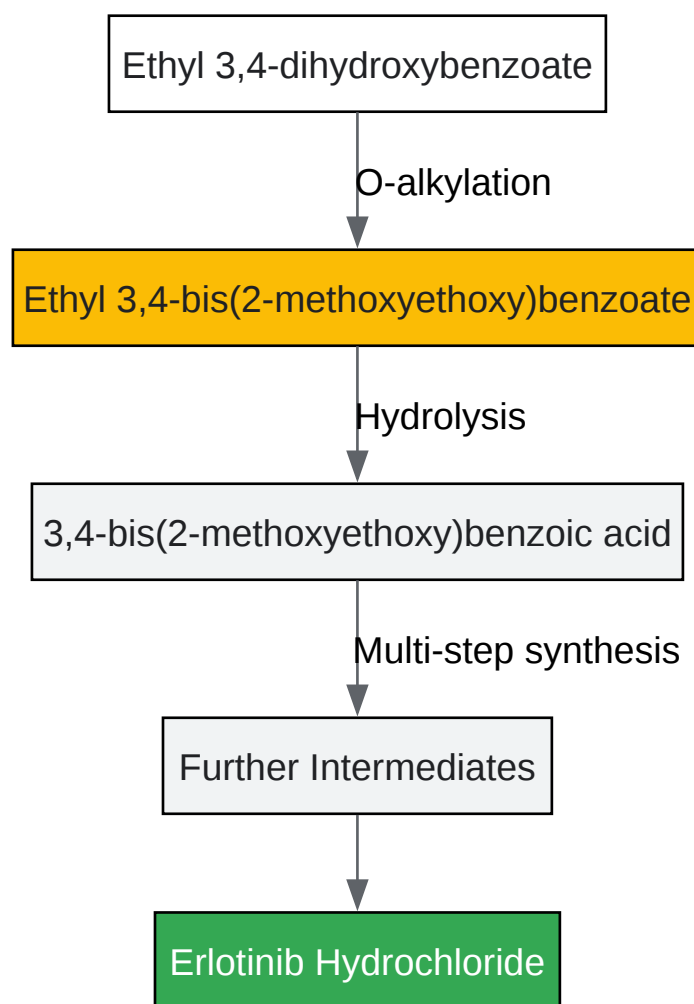 Ethyl 3,4-dihydroxybenzoate
O-alkylation
Ethyl 3,4-bis(2-methoxyethoxy)benzoate
Hydrolysis
3,4-bis(2-methoxyethoxy)benzoic acid
Multi-step synthesis
Further Intermediates
Erlotinib Hydrochloride